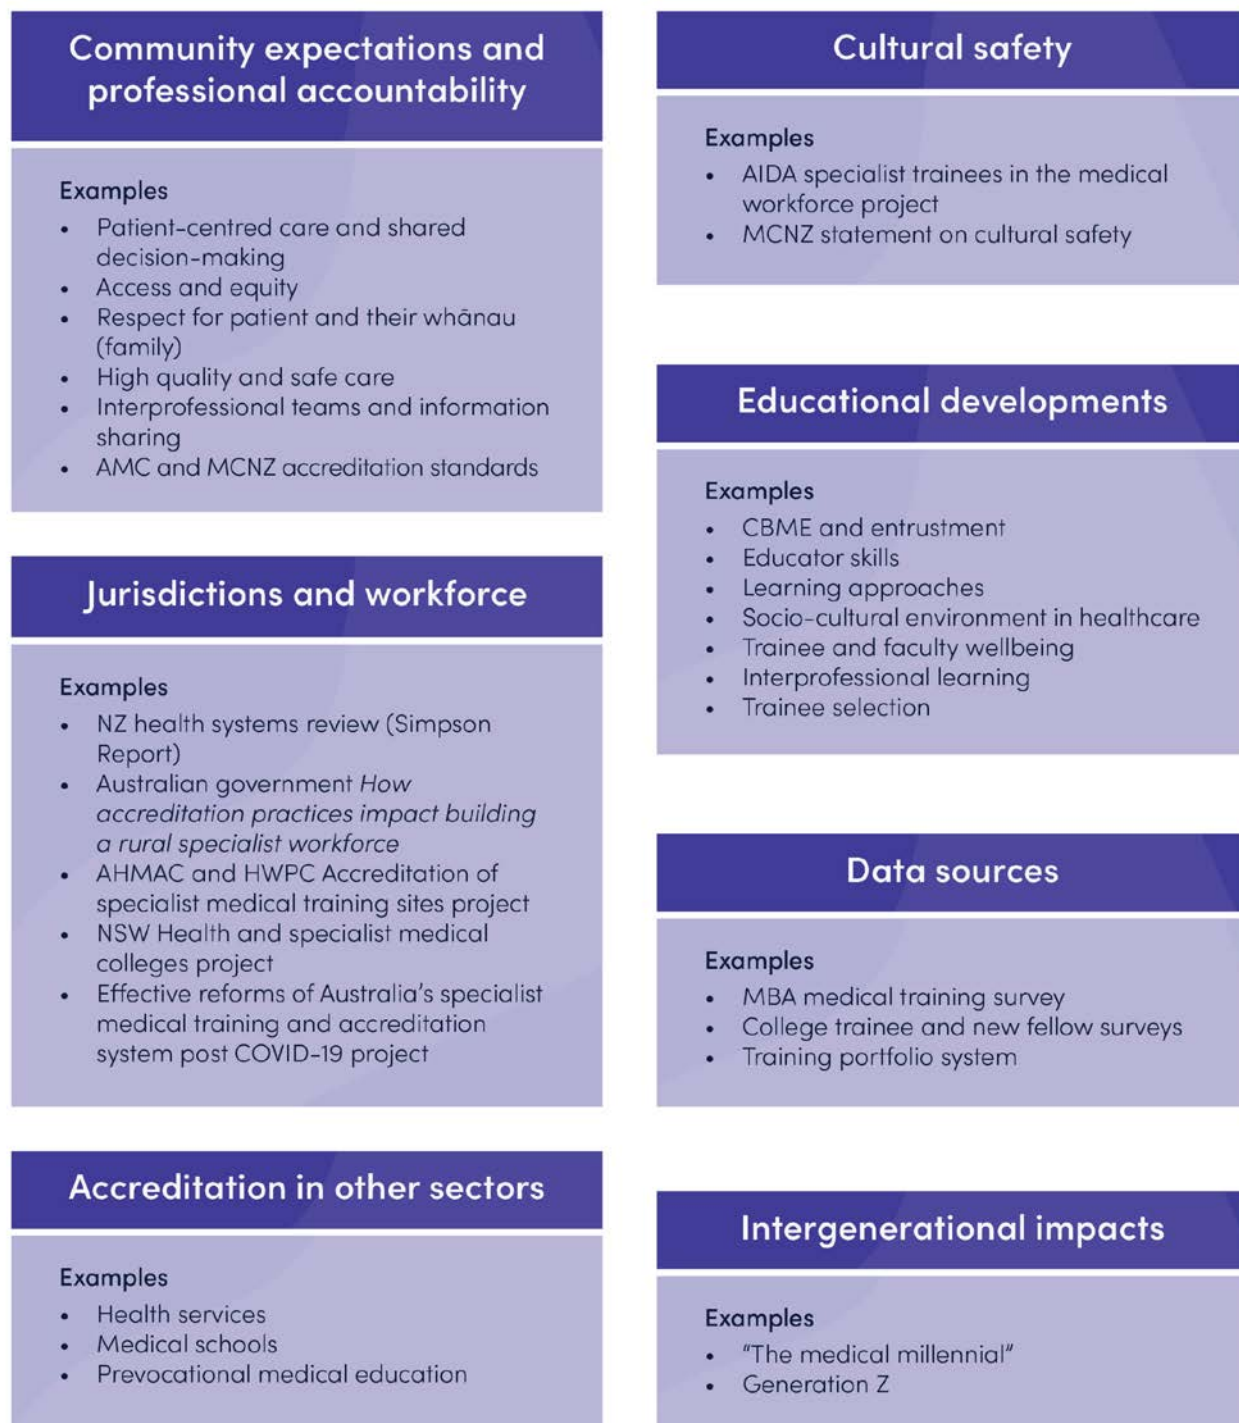 Community expectations and
professional accountability
Examples
• Patient-centred care and shared
decision-making
• Access and equity
• Respect for patient and their whānau
(family)
• High quality and safe care
• Interprofessional teams and information
sharing
• AMC and MCNZ accreditation standards
Jurisdictions and workforce
Examples
• NZ health systems review (Simpson
Report)
• Australian government How
accreditation practices impact building
a rural specialist workforce
• AHMAC and HWPC Accreditation of
specialist medical training sites project
• NSW Health and specialist medical
colleges project
• Effective reforms of Australia's specialist
medical training and accreditation
system post COVID-19 project
Accreditation in other sectors
Examples
• Health services
• Medical schools
• Prevocational medical education
Cultural safety
Examples
• AIDA specialist trainees in the medical
workforce project
• MCNZ statement on cultural safety
Educational developments
Examples
• CBME and entrustment
• Educator skills
• Learning approaches
• Socio-cultural environment in healthcare
• Trainee and faculty wellbeing
• Interprofessional learning
• Trainee selection
Data sources
Examples
• MBA medical training survey
• College trainee and new fellow surveys
• Training portfolio system
Intergenerational impacts
Examples
• "The medical millennial"
• Generation Z